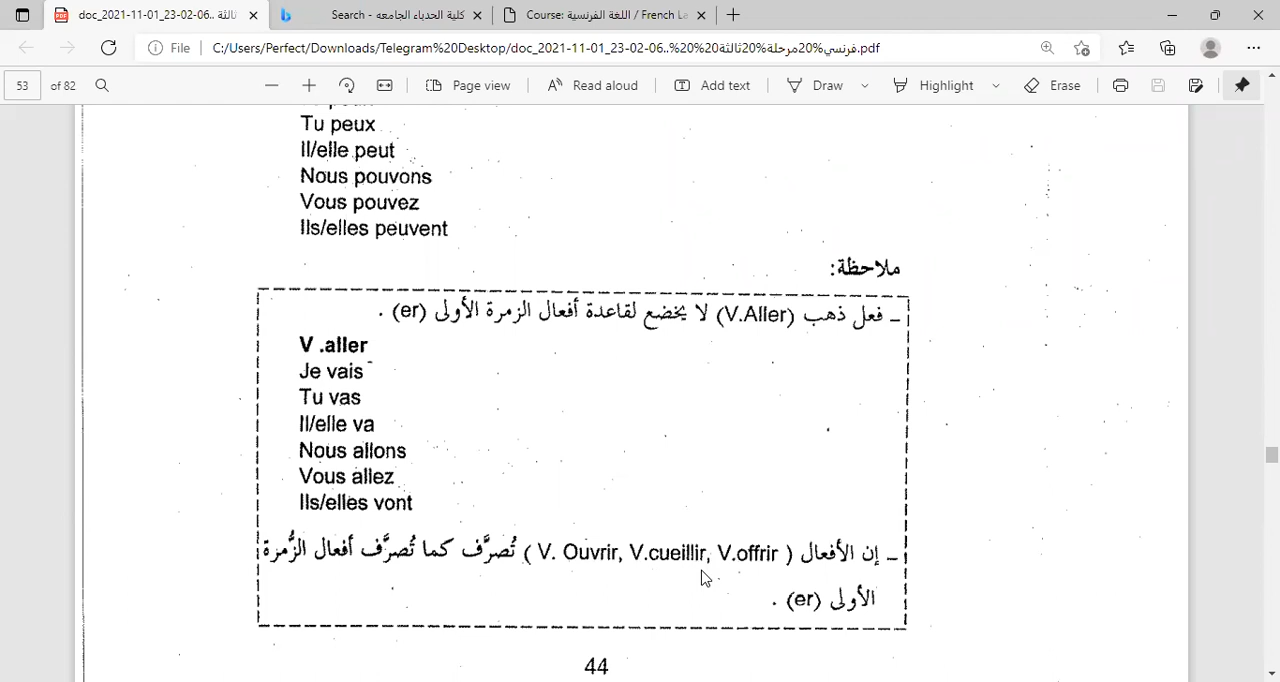 doc_2021-11-01_23-02-06..ثالثة
Search - كلية الحدباء الجامعه
Course: اللغة الفرنسية / French La
File
C:/Users/Perfect/Downloads/Telegram%20Desktop/doc_2021-11-01_23-02-06..%20%20فرنسي%20مرحلة%20ثالثة.pdf
53 of 82
Page view
Read aloud
Add text
Draw
Highlight
Erase
Tu peux
Il/elle peut
Nous pouvons
Vous pouvez
Ils/elles peuvent
ملاحظة:
ـ فعل ذهب (V.Aller) لا يخضع لقاعدة أفعال الزمرة الأولى (er) .
V .aller
Je vais
Tu vas
Il/elle va
Nous allons
Vous allez
Ils/elles vont
ـ إن الأفعال ( V. Ouvrir, V.cueillir, V.offrir ) تُصرَّف كما تُصرَّف أفعال الزُّمرة
الأولى (er) .
44